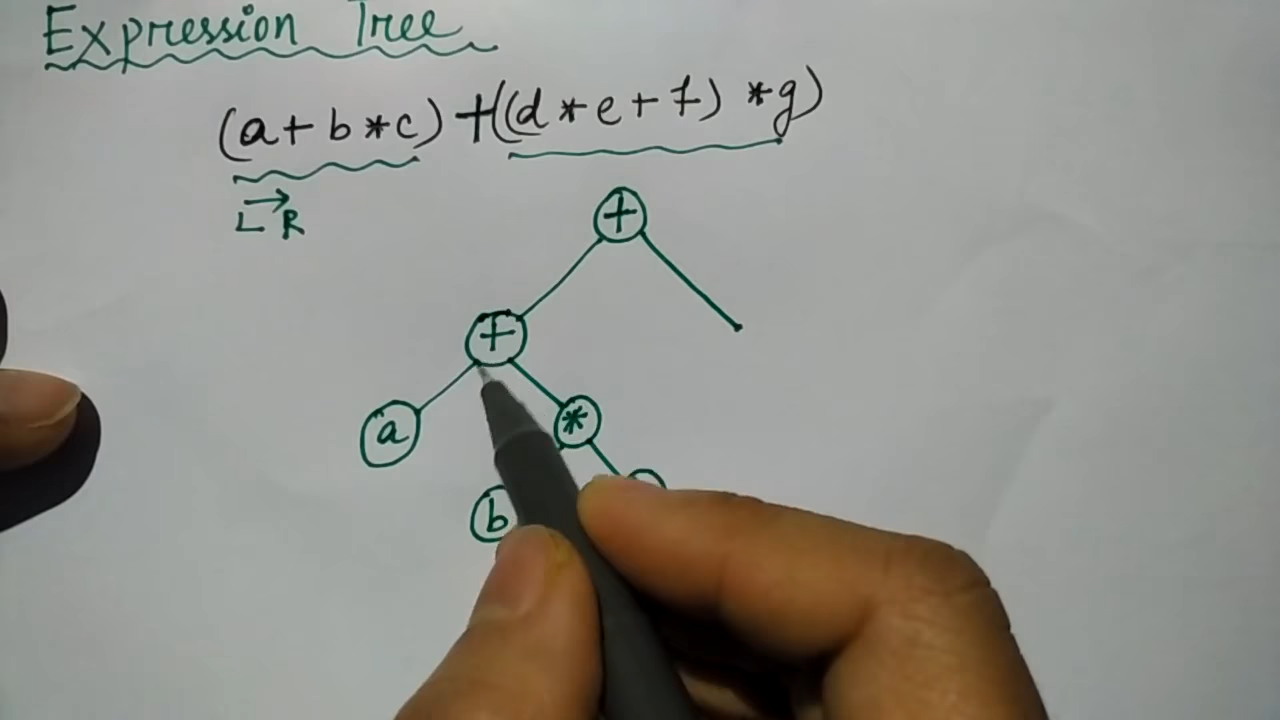 Expression Tree
(a+b*c)+((d*e+f)*g)
L R
+
+
a
*
b